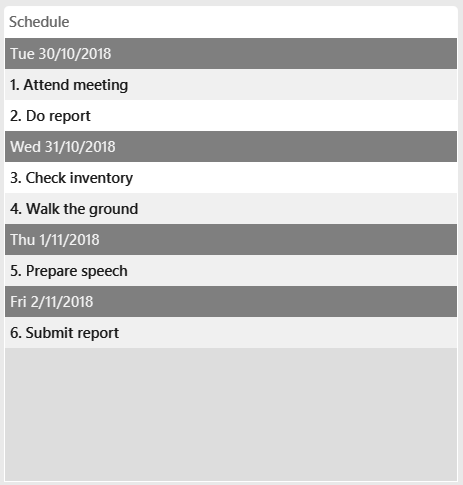 Schedule
Tue 30/10/2018
1. Attend meeting
2. Do report
Wed 31/10/2018
3. Check inventory
4. Walk the ground
Thu 1/11/2018
5. Prepare speech
Fri 2/11/2018
6. Submit report